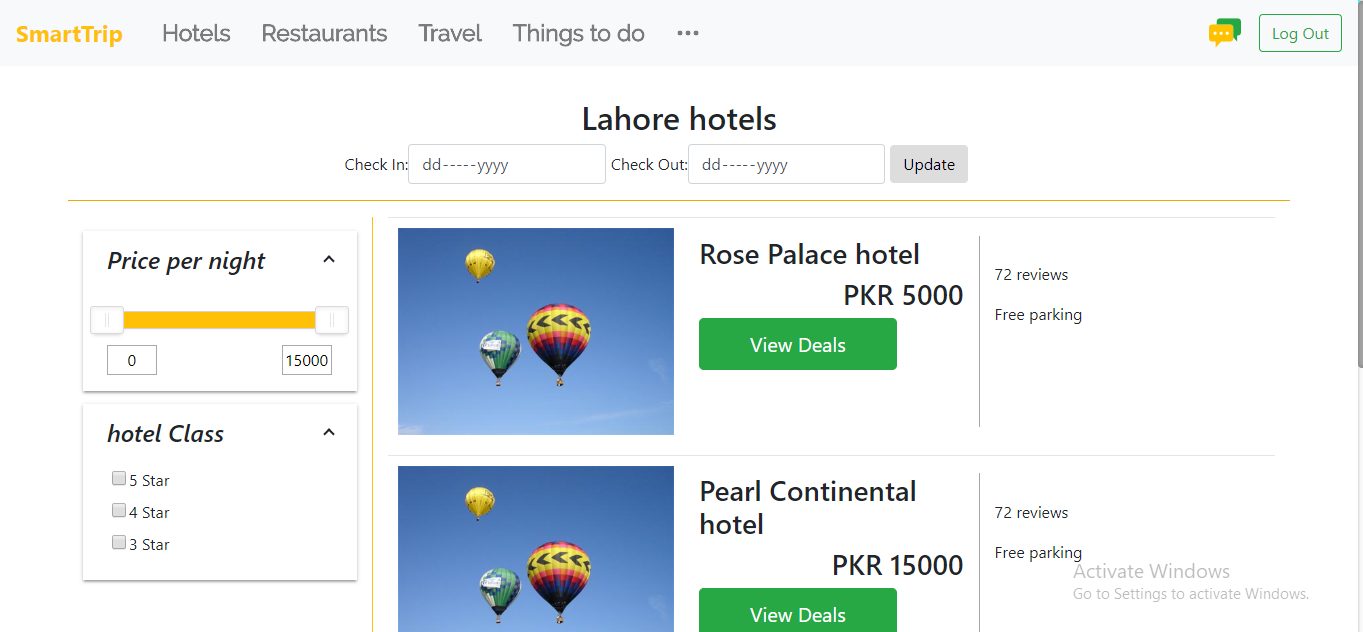 SmartTrip Hotels Restaurants Travel Things to do ••• Log Out
Lahore hotels
Check In: dd-----yyyy Check Out: dd-----yyyy Update
Price per night
0 15000
hotel Class
5 Star
4 Star
3 Star
Rose Palace hotel
PKR 5000
View Deals
72 reviews
Free parking
Pearl Continental
hotel
PKR 15000
View Deals
72 reviews
Free parking
Activate Windows
Go to Settings to activate Windows.